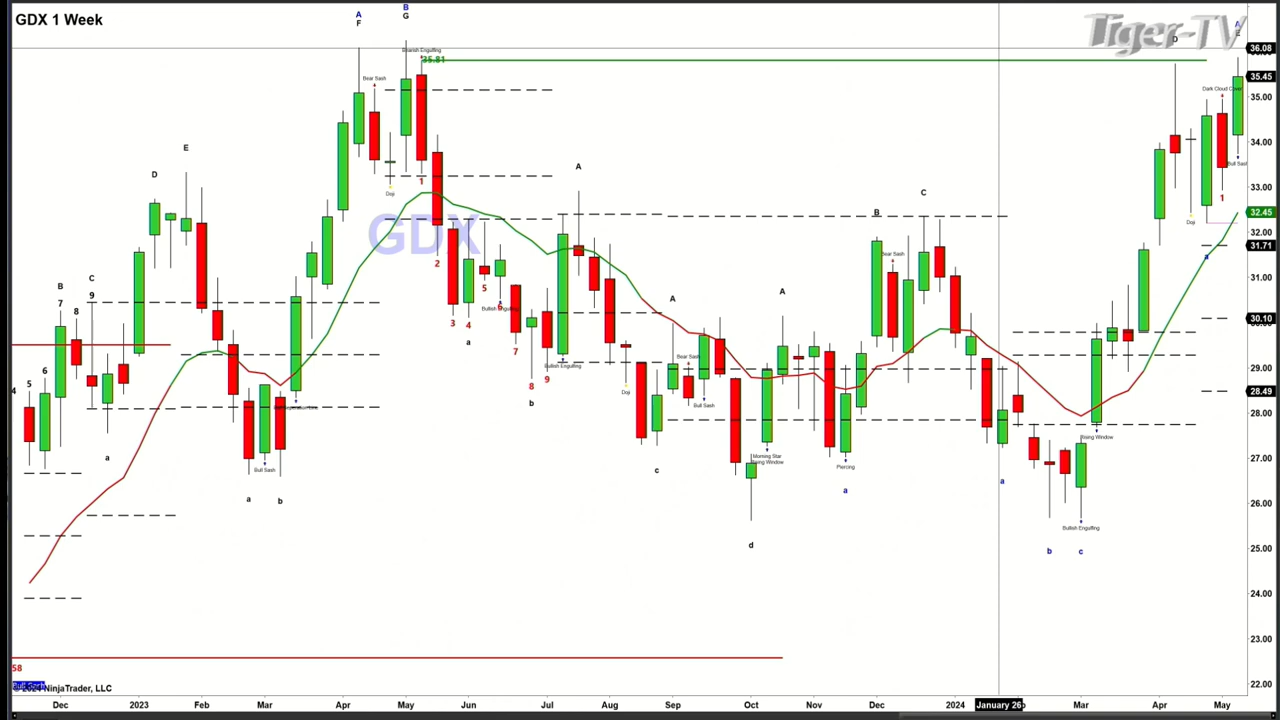 GDX 1 Week
Tiger-TV
A
F
B
G
Bearish Engulfing
35.81
Bear Sash
D
A
E
36.08
35.45
35.00
34.00
33.00
32.45
32.00
31.71
31.00
30.10
29.00
28.49
28.00
27.00
26.00
25.00
24.00
23.00
22.00
Dark Cloud Cover
Bull Sash
1
Doji
a
D
E
A
Doji
1
C
B
A
A
Bear Sash
GDX
B
7
C
9
8
6
5
4
2
5
3
4
a
7
8
9
b
Bullish Engulfing
Bullish Engulfing
Bear Sash
Doji
Bull Sash
Bull Sash
a
a
b
c
Morning Star
Rising Window
Piercing
a
d
a
Rising Window
Bullish Engulfing
b
c
58
© 2024 NinjaTrader, LLC
Dec
2023
Feb
Mar
Apr
May
Jun
Jul
Aug
Sep
Oct
Nov
Dec
2024
January 26
Mar
Apr
May